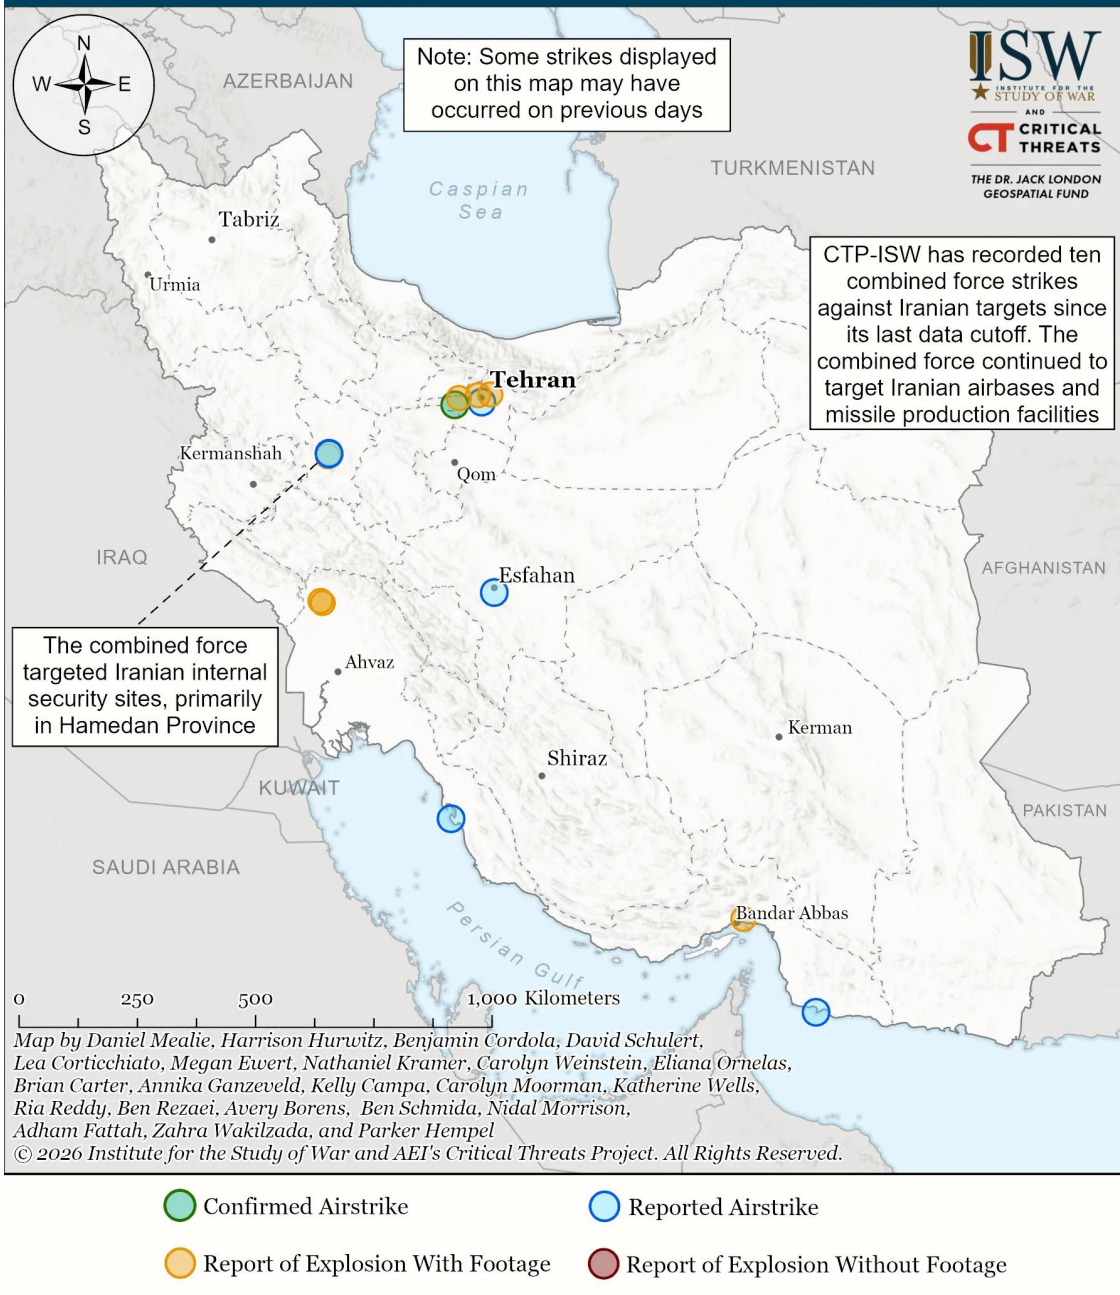 N
W
E
S
AZERBAIJAN
Note: Some strikes displayed
on this map may have
occurred on previous days
ISW
INSTITUTE FOR THE
STUDY OF WAR
AND
CT CRITICAL
THREATS
THE DR. JACK LONDON
GEOSPATIAL FUND
TURKMENISTAN
Caspian
Sea
Tabriz
Urmia
CTP-ISW has recorded ten
combined force strikes
against Iranian targets since
its last data cutoff. The
combined force continued to
target Iranian airbases and
missile production facilities
Tehran
Kermanshah
Qom
IRAQ
Esfahan
AFGHANISTAN
The combined force
targeted Iranian internal
security sites, primarily
in Hamedan Province
Ahvaz
Kerman
Shiraz
KUWAIT
PAKISTAN
SAUDI ARABIA
Bandar Abbas
Persian Gulf
0 250 500 1,000 Kilometers
Map by Daniel Mealie, Harrison Hurwitz, Benjamin Cordola, David Schulert,
Lea Corticchiato, Megan Ewert, Nathaniel Kramer, Carolyn Weinstein, Eliana Ornelas,
Brian Carter, Annika Ganzeveld, Kelly Campa, Carolyn Moorman, Katherine Wells,
Ria Reddy, Ben Rezaei, Avery Borens, Ben Schmida, Nidal Morrison,
Adham Fattah, Zahra Wakilzada, and Parker Hempel
© 2026 Institute for the Study of War and AEI's Critical Threats Project. All Rights Reserved.
Confirmed Airstrike
Reported Airstrike
Report of Explosion With Footage
Report of Explosion Without Footage